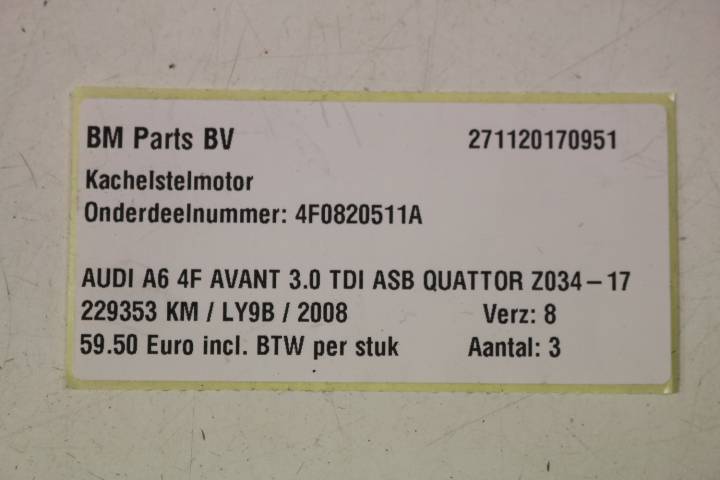 BM Parts BV 271120170951
Kachelstelmotor
Onderdeelnummer: 4F0820511A
AUDI A6 4F AVANT 3.0 TDI ASB QUATTOR Z034-17
229353 KM / LY9B / 2008 Verz: 8
59.50 Euro incl. BTW per stuk Aantal: 3